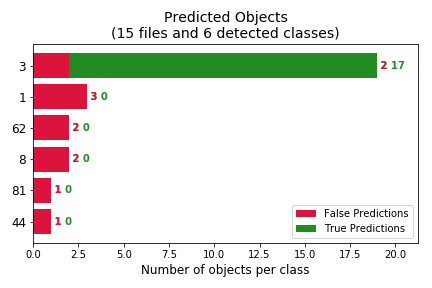 Predicted Objects
(15 files and 6 detected classes)
3 2 17
1 3 0
62 2 0
8 2 0
81 1 0
44 1 0
False Predictions
True Predictions
0.0 2.5 5.0 7.5 10.0 12.5 15.0 17.5 20.0
Number of objects per class